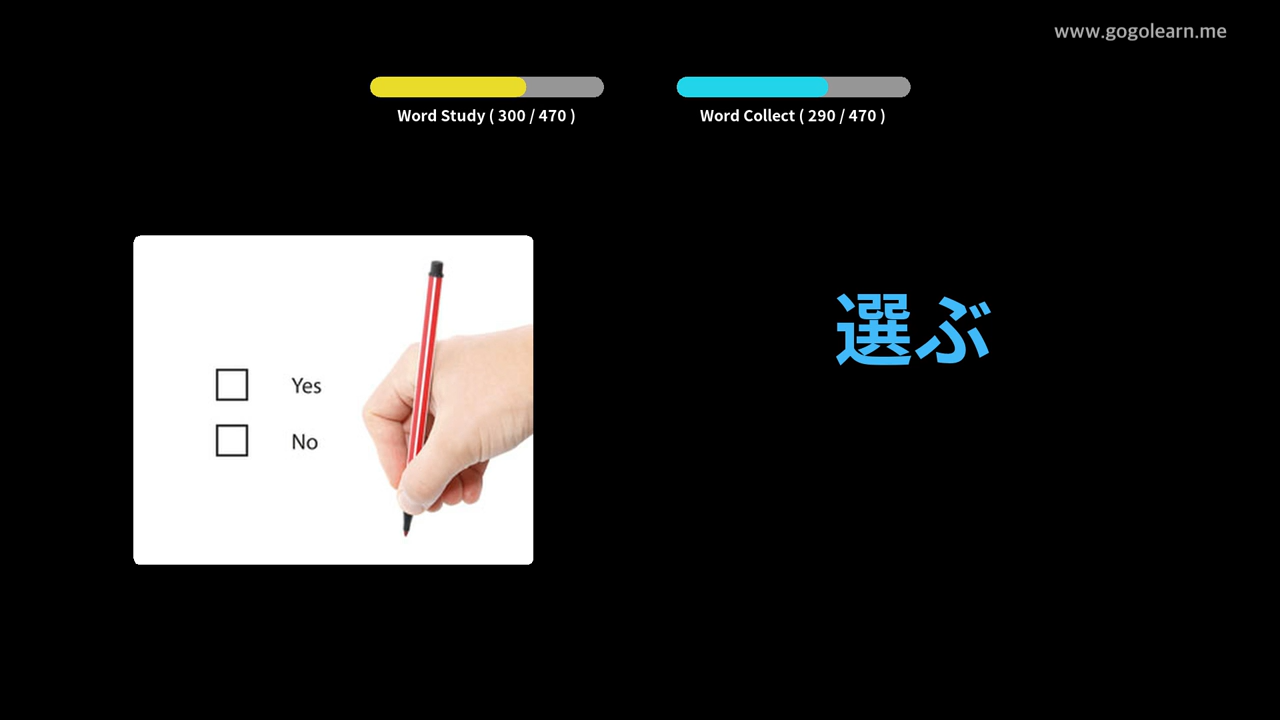 www.gogolearn.me
Word Study ( 300 / 470 )
Word Collect ( 290 / 470 )
Yes
No
選ぶ